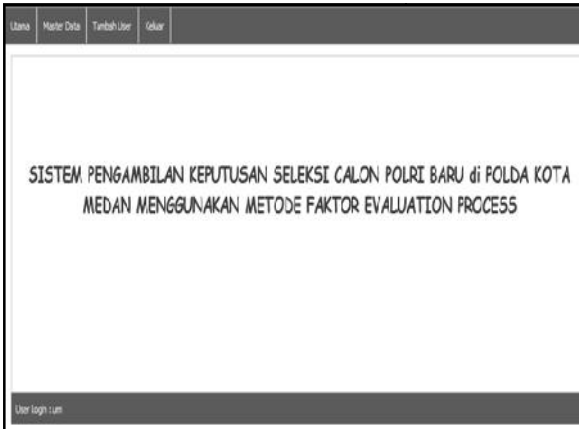 Utama Master Data Tambah User Keluar
SISTEM PENGAMBILAN KEPUTUSAN SELEKSI CALON POLRI BARU di POLDA KOTA
MEDAN MENGGUNAKAN METODE FAKTOR EVALUATION PROCESS
User login : um